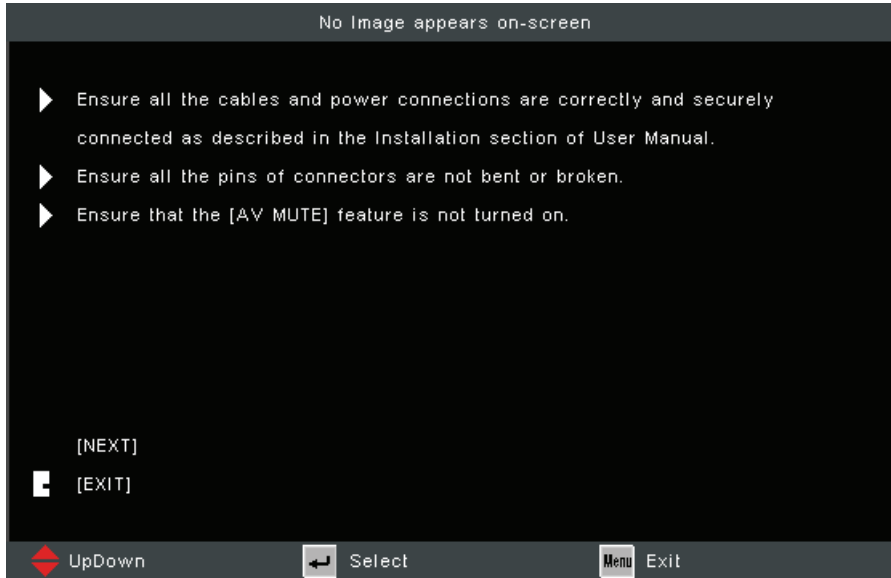 No Image appears on-screen
Ensure all the cables and power connections are correctly and securely
connected as described in the Installation section of User Manual.
Ensure all the pins of connectors are not bent or broken.
Ensure that the [AV MUTE] feature is not turned on.
[NEXT]
[EXIT]
UpDown Select Menu Exit